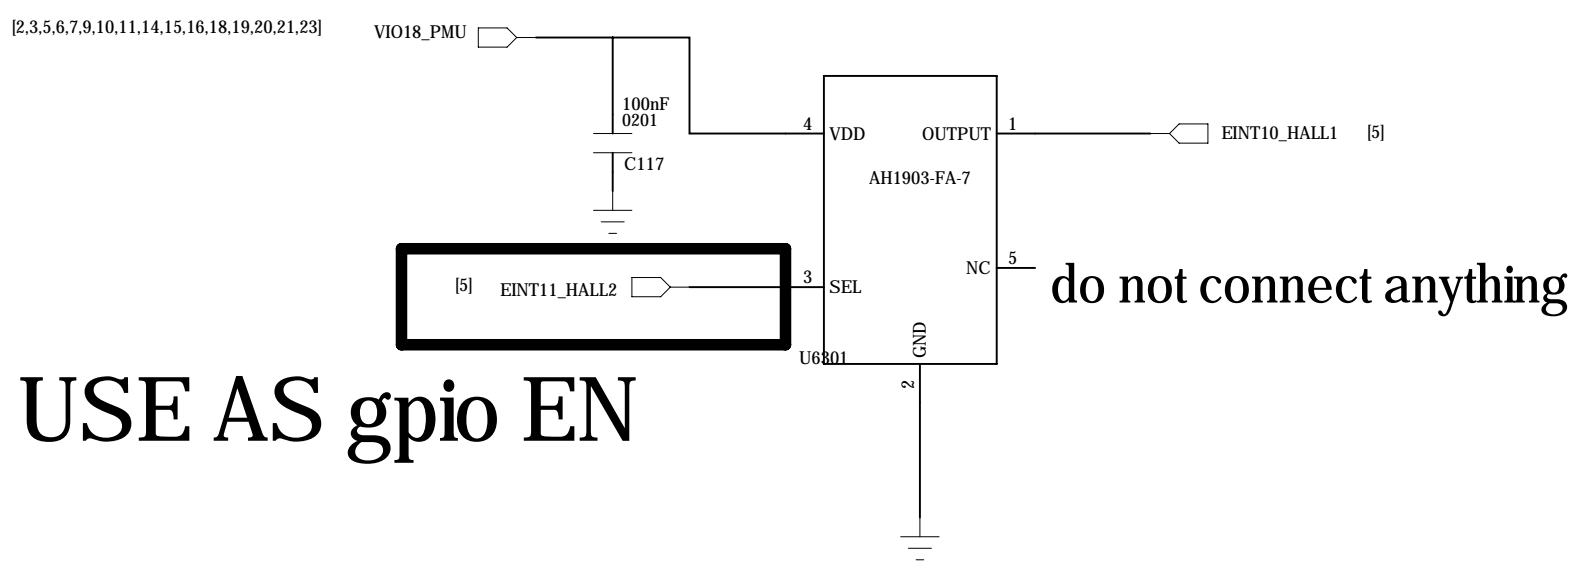 [2,3,5,6,7,9,10,11,14,15,16,18,19,20,21,23] VIO18_PMU
100nF
0201
C117
4 VDD OUTPUT 1 EINT10_HALL1 [5]
AH1903-FA-7
NC 5 do not connect anything
[5] EINT11_HALL2 3 SEL
GND
U6301
2
USE AS gpio EN